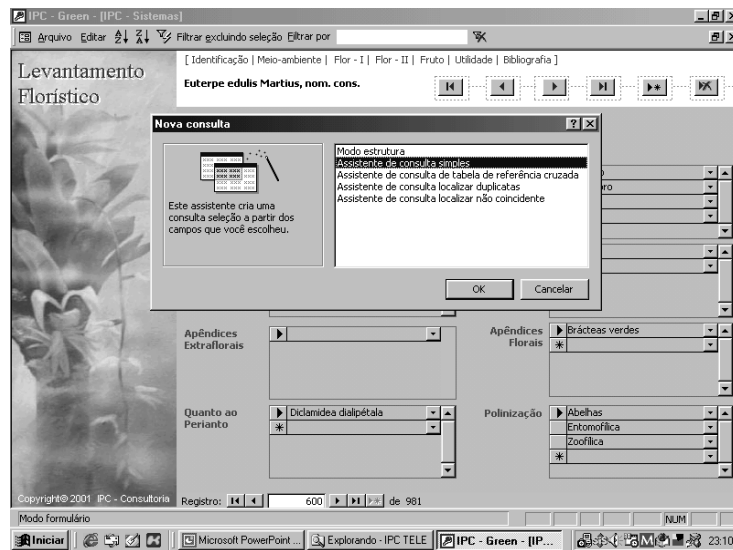 IPC - Green - [IPC - Sistemas]
Arquivo Editar Filtrar excluindo seleção Filtrar por
[ Identificação | Meio-ambiente | Flor - I | Flor - II | Fruto | Utilidade | Bibliografia ]
Levantamento
Florístico
Euterpe edulis Martius, nom. cons.
Nova consulta
Este assistente cria uma
consulta seleção a partir dos
campos que você escolheu.
Modo estrutura
Assistente de consulta simples
Assistente de consulta de tabela de referência cruzada
Assistente de consulta localizar duplicatas
Assistente de consulta localizar não coincidente
OK Cancelar
Apêndices
Extraflorais
Apêndices
Florais
Brácteas verdes
Quanto ao
Perianto
Diclamidea dialipétala
Polinização
Abelhas
Entomofílica
Zoofílica
Copyright© 2001 IPC - Consultoria
Registro: 600 de 981
Modo formulário NUM
Iniciar Microsoft PowerPoint ... Explorando - IPC TELE IPC - Green - [IP... 23:10